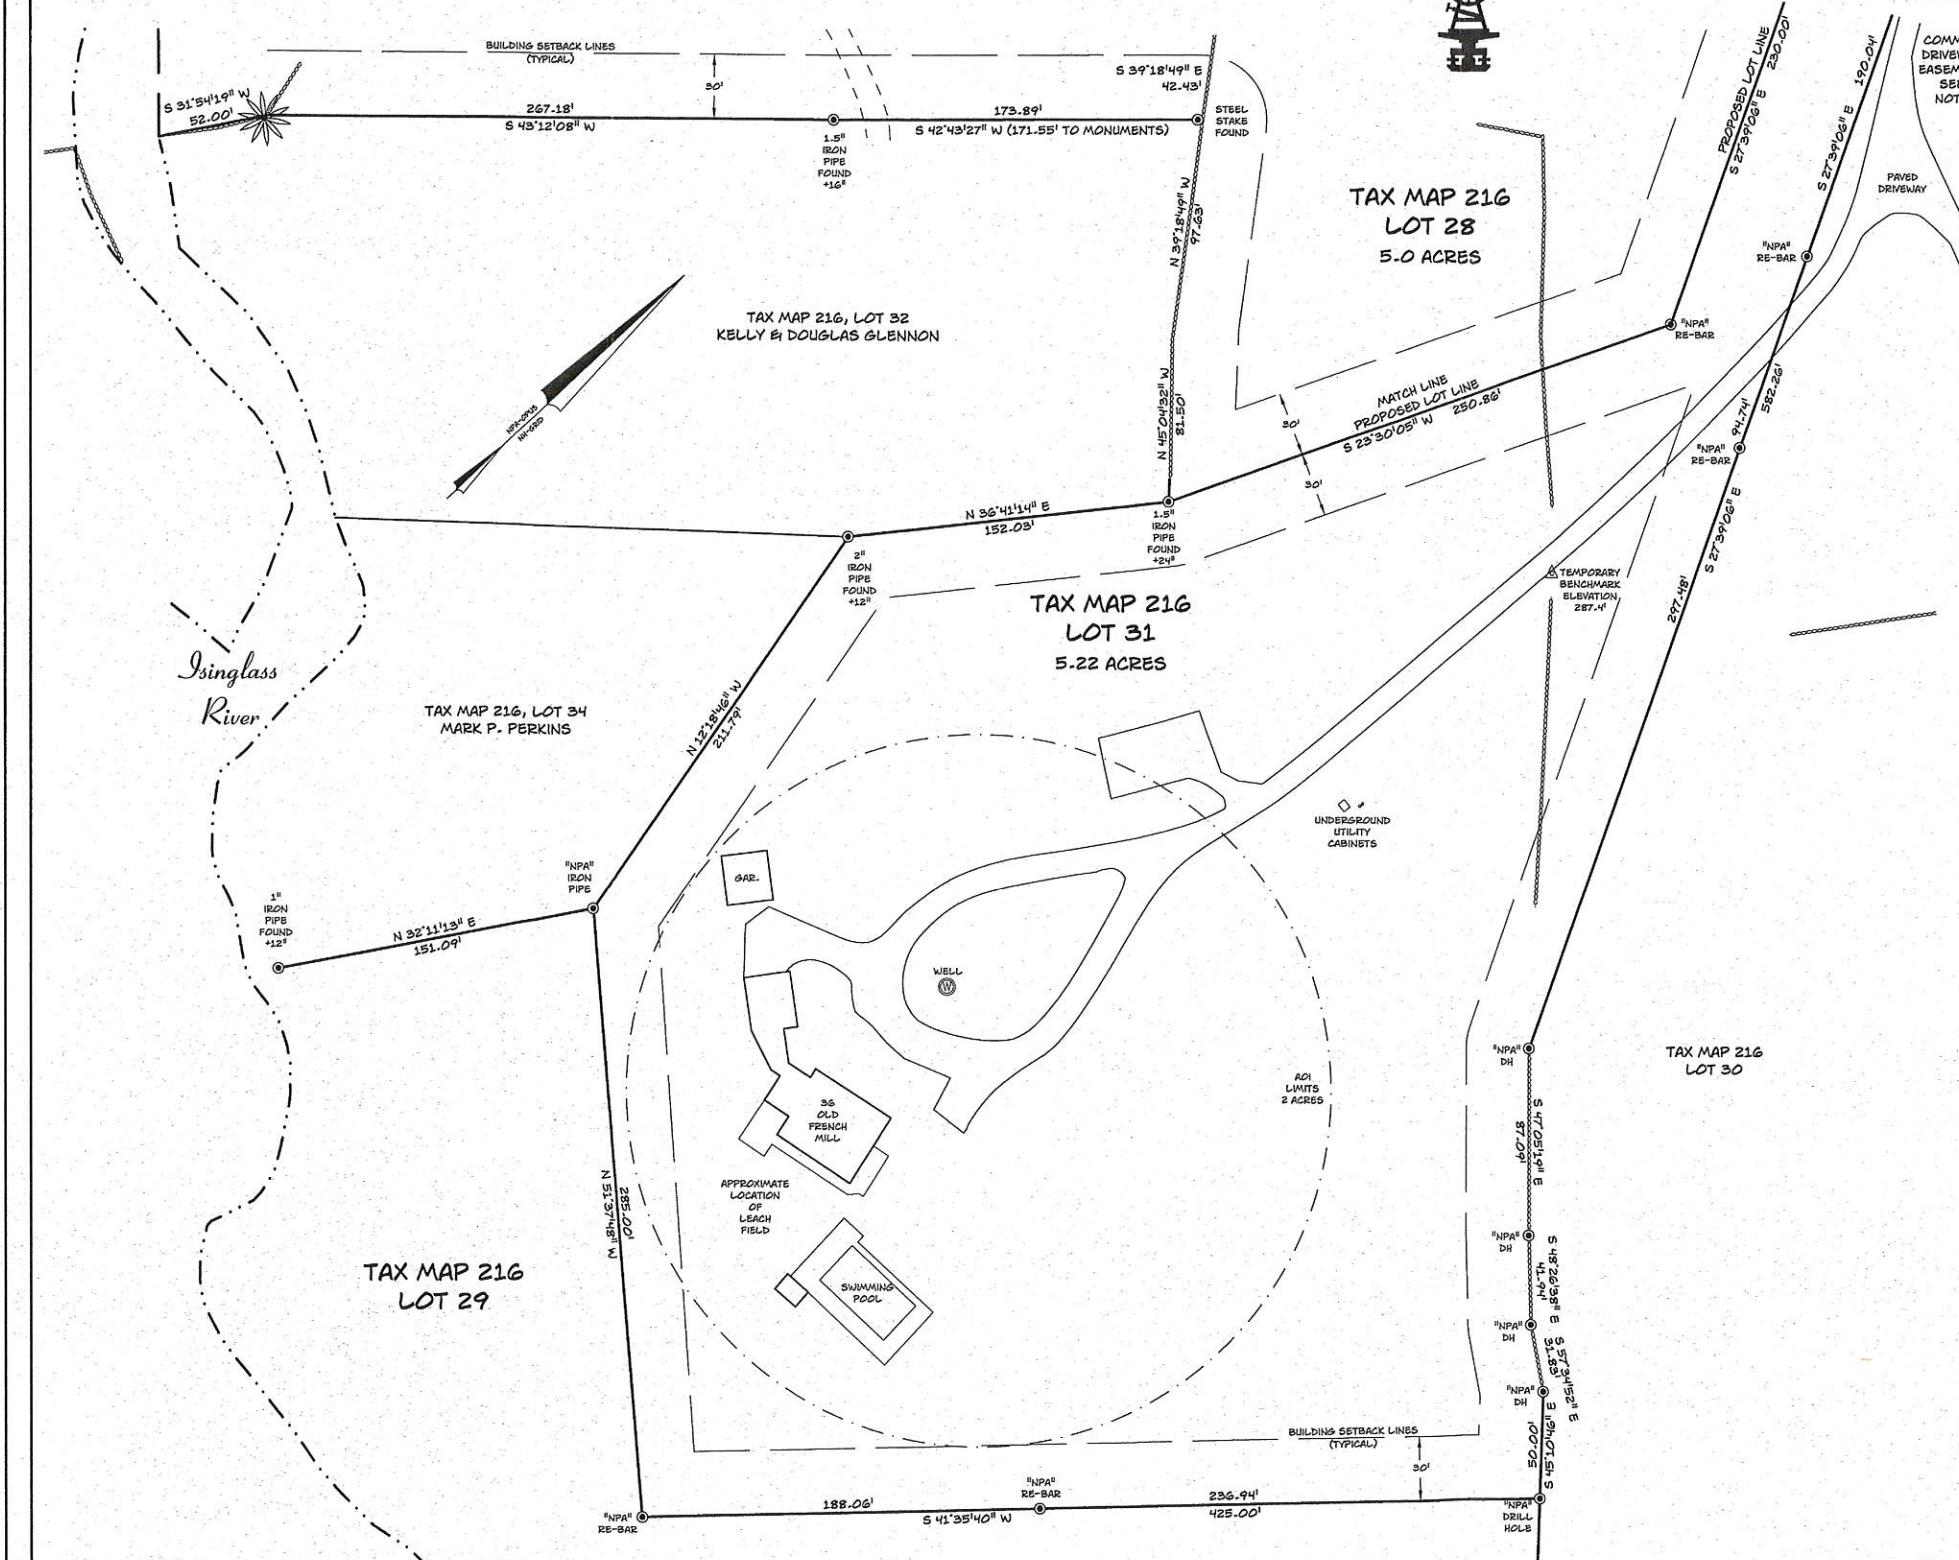 BUILDING SETBACK LINES
(TYPICAL)
30'
S 31°54'19" W
52.00'
267.18'
S 43°12'08" W
1.5"
IRON
PIPE
FOUND
+16"
173.89'
S 42°43'27" W (171.55' TO MONUMENTS)
S 39°18'49" E
42.43'
STEEL
STAKE
FOUND
N 39°18'49" W
97.63'
TAX MAP 216
LOT 28
5.0 ACRES
PROPOSED LOT LINE
S 27°39'06" E
230.00'
190.04'
S 27°39'06" E
PAVED
DRIVEWAY
"NPA"
RE-BAR
"NPA"
RE-BAR
TAX MAP 216, LOT 32
KELLY & DOUGLAS GLENNON
NPA-OPUS
NH-GRID
N 45°04'32" W
81.50'
MATCH LINE
PROPOSED LOT LINE
S 23°30'05" W 250.86'
30'
30'
582.26'
94.74'
"NPA"
RE-BAR
S 27°39'06" E
297.48'
N 36°41'14" E
152.03'
1.5"
IRON
PIPE
FOUND
+24"
2"
IRON
PIPE
FOUND
+12"
TEMPORARY
BENCHMARK
ELEVATION
287.4'
TAX MAP 216
LOT 31
5.22 ACRES
Isinglass
River
TAX MAP 216, LOT 34
MARK P. PERKINS
N 12°18'46" W
211.79'
UNDERGROUND
UTILITY
CABINETS
GAR.
"NPA"
IRON
PIPE
1"
IRON
PIPE
FOUND
+12"
N 32°11'13" E
151.09'
WELL
W
"NPA"
DH
TAX MAP 216
LOT 30
AOI
LIMITS
2 ACRES
36
OLD
FRENCH
MILL
S 47°05'19" E
87.09'
APPROXIMATE
LOCATION
OF
LEACH
FIELD
N 51°37'48" W
285.00'
TAX MAP 216
LOT 29
SWIMMING
POOL
"NPA"
DH
S 48°26'38" E
41.94'
"NPA"
DH
S 57°34'52" E
31.83'
"NPA"
DH
S 45°10'49" E
50.00'
BUILDING SETBACK LINES
(TYPICAL)
30'
"NPA"
RE-BAR
188.06'
S 41°35'40" W
"NPA"
RE-BAR
236.94'
425.00'
"NPA"
DRILL
HOLE